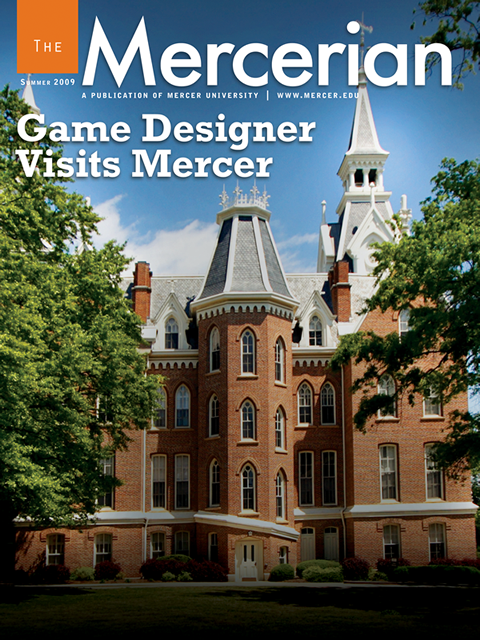 THE
Mercerian
SUMMER 2009
A PUBLICATION OF MERCER UNIVERSITY | WWW.MERCER.EDU
Game Designer
Visits Mercer